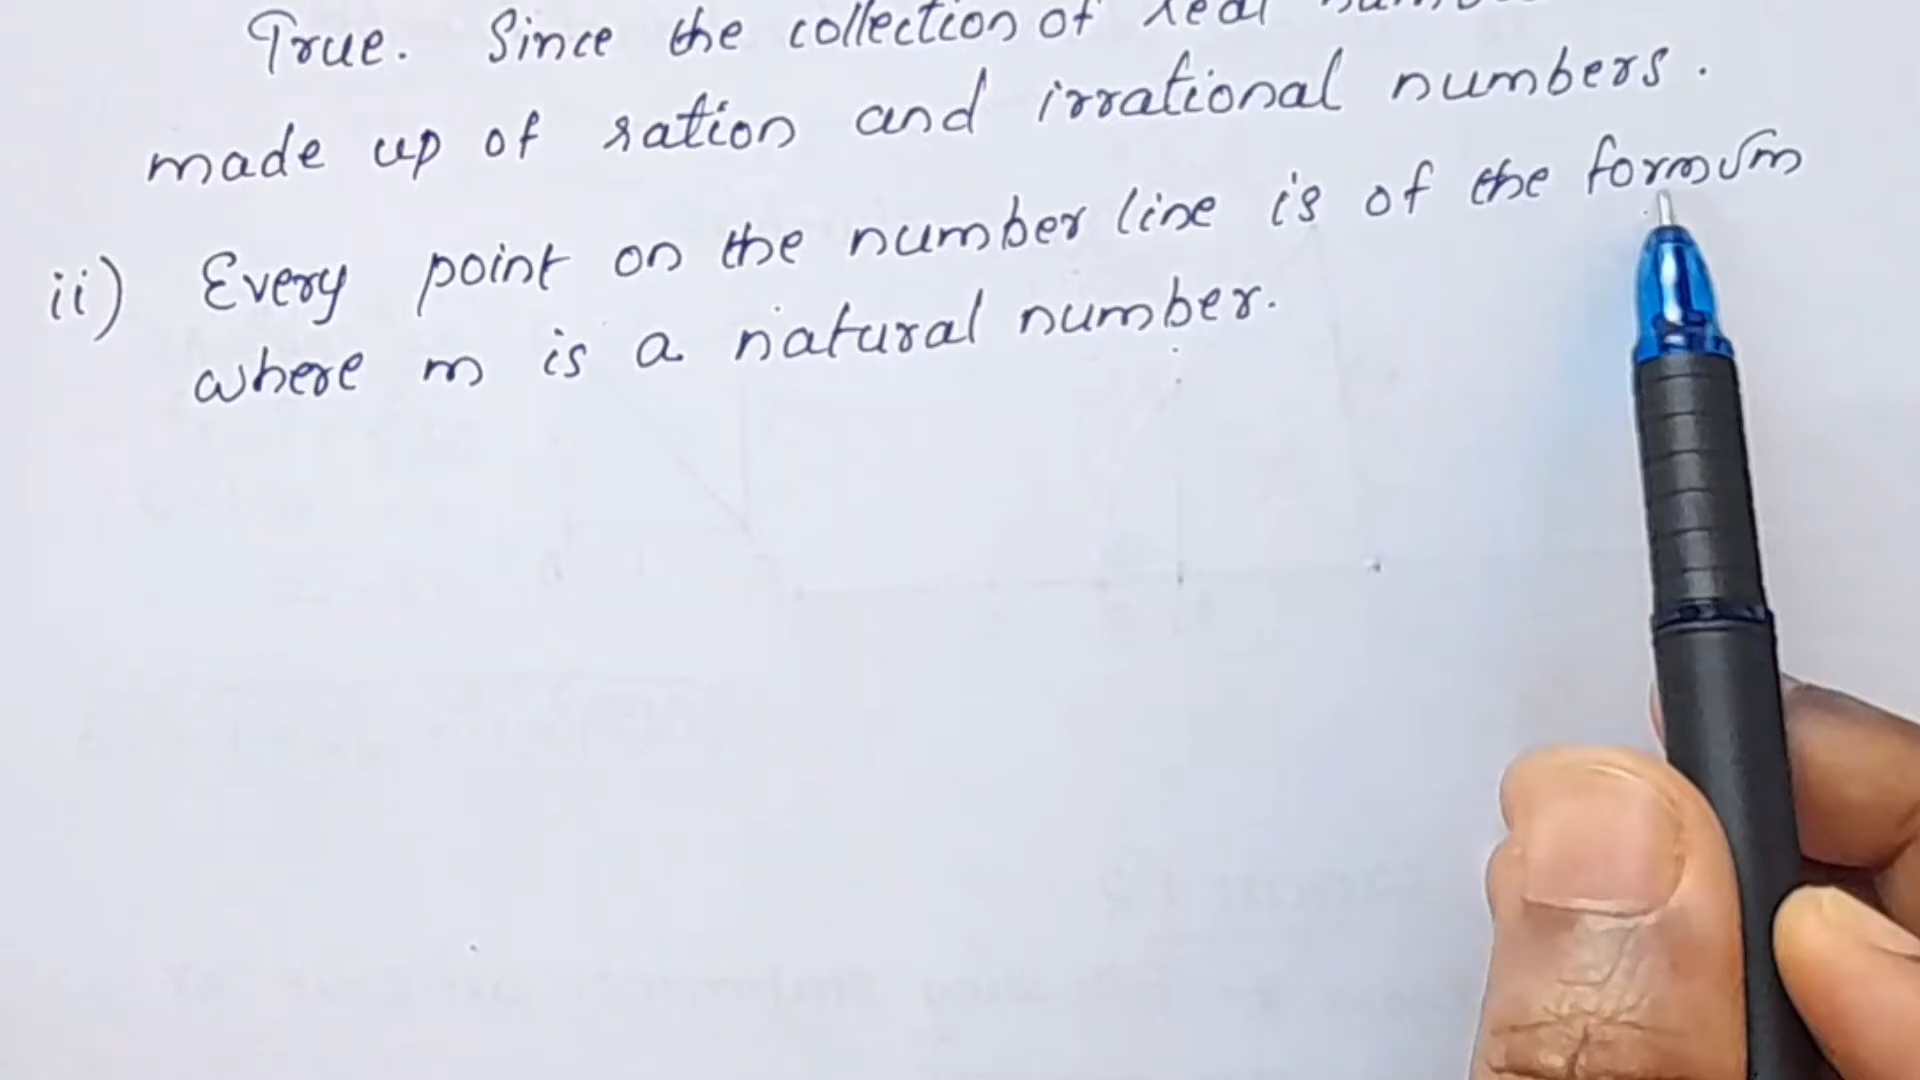 True. Since the collection of real
made up of ration and irrational numbers.
ii) Every point on the number line is of the form √m
where m is a natural number.